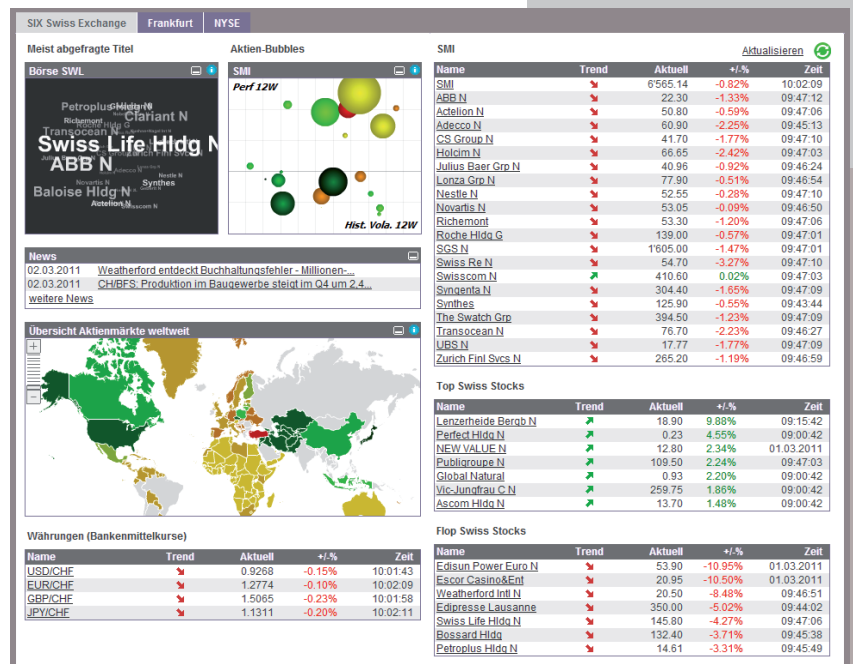 SIX Swiss Exchange Frankfurt NYSE
Meist abgefragte Titel
Börse SWL
Petroplus Hldg N
Clariant N
Richemont
Roche Hldg G
Transocean N
Swiss Life Hldg N
Zurich Finl Svcs N
ABB N
Adecco N
Nestle N
Novartis N
Synthes
Baloise Hldg N
Actelion N
Swisscom N
Aktien-Bubbles
SMI
Perf 12W
Hist. Vola. 12W
News
02.03.2011 Weatherford entdeckt Buchhaltungsfehler - Millionen-...
02.03.2011 CH/BFS: Produktion im Baugewerbe steigt im Q4 um 2,4...
weitere News
Übersicht Aktienmärkte weltweit
+
−
Währungen (Bankenmittelkurse)
Name Trend Aktuell +/-% Zeit
USD/CHF 0.9268 -0.15% 10:01:43
EUR/CHF 1.2774 -0.10% 10:02:09
GBP/CHF 1.5065 -0.23% 10:01:58
JPY/CHF 1.1311 -0.20% 10:02:11
SMI Aktualisieren
Name Trend Aktuell +/-% Zeit
SMI 6'565.14 -0.82% 10:02:09
ABB N 22.30 -1.33% 09:47:12
Actelion N 50.80 -0.59% 09:47:06
Adecco N 60.90 -2.25% 09:45:13
CS Group N 41.70 -1.77% 09:47:10
Holcim N 66.65 -2.42% 09:47:03
Julius Baer Grp N 40.96 -0.92% 09:46:24
Lonza Grp N 77.90 -0.51% 09:46:54
Nestle N 52.55 -0.28% 09:47:10
Novartis N 53.05 -0.09% 09:46:50
Richemont 53.30 -1.20% 09:47:06
Roche Hldg G 139.00 -0.57% 09:47:01
SGS N 1'605.00 -1.47% 09:47:01
Swiss Re N 54.70 -3.27% 09:47:10
Swisscom N 410.60 0.02% 09:47:03
Syngenta N 304.40 -1.65% 09:47:09
Synthes 125.90 -0.55% 09:43:44
The Swatch Grp 394.50 -1.23% 09:47:09
Transocean N 76.70 -2.23% 09:46:27
UBS N 17.77 -1.77% 09:47:09
Zurich Finl Svcs N 265.20 -1.19% 09:46:59
Top Swiss Stocks
Name Trend Aktuell +/-% Zeit
Lenzerheide Bergb N 18.90 9.88% 09:15:42
Perfect Hldg N 0.23 4.55% 09:00:42
NEW VALUE N 12.80 2.34% 01.03.2011
Publigroupe N 109.50 2.24% 09:47:03
Global Natural 0.93 2.20% 09:00:42
Vic-Jungfrau C N 259.75 1.86% 09:00:42
Ascom Hldg N 13.70 1.48% 09:00:42
Flop Swiss Stocks
Name Trend Aktuell +/-% Zeit
Edisun Power Euro N 53.90 -10.95% 01.03.2011
Escor Casino&Ent 20.95 -10.50% 01.03.2011
Weatherford Intl N 20.50 -8.48% 09:46:51
Edipresse Lausanne 350.00 -5.02% 09:44:02
Swiss Life Hldg N 145.80 -4.27% 09:47:06
Bossard Hldg 132.40 -3.71% 09:45:38
Petroplus Hldg N 14.61 -3.31% 09:45:49